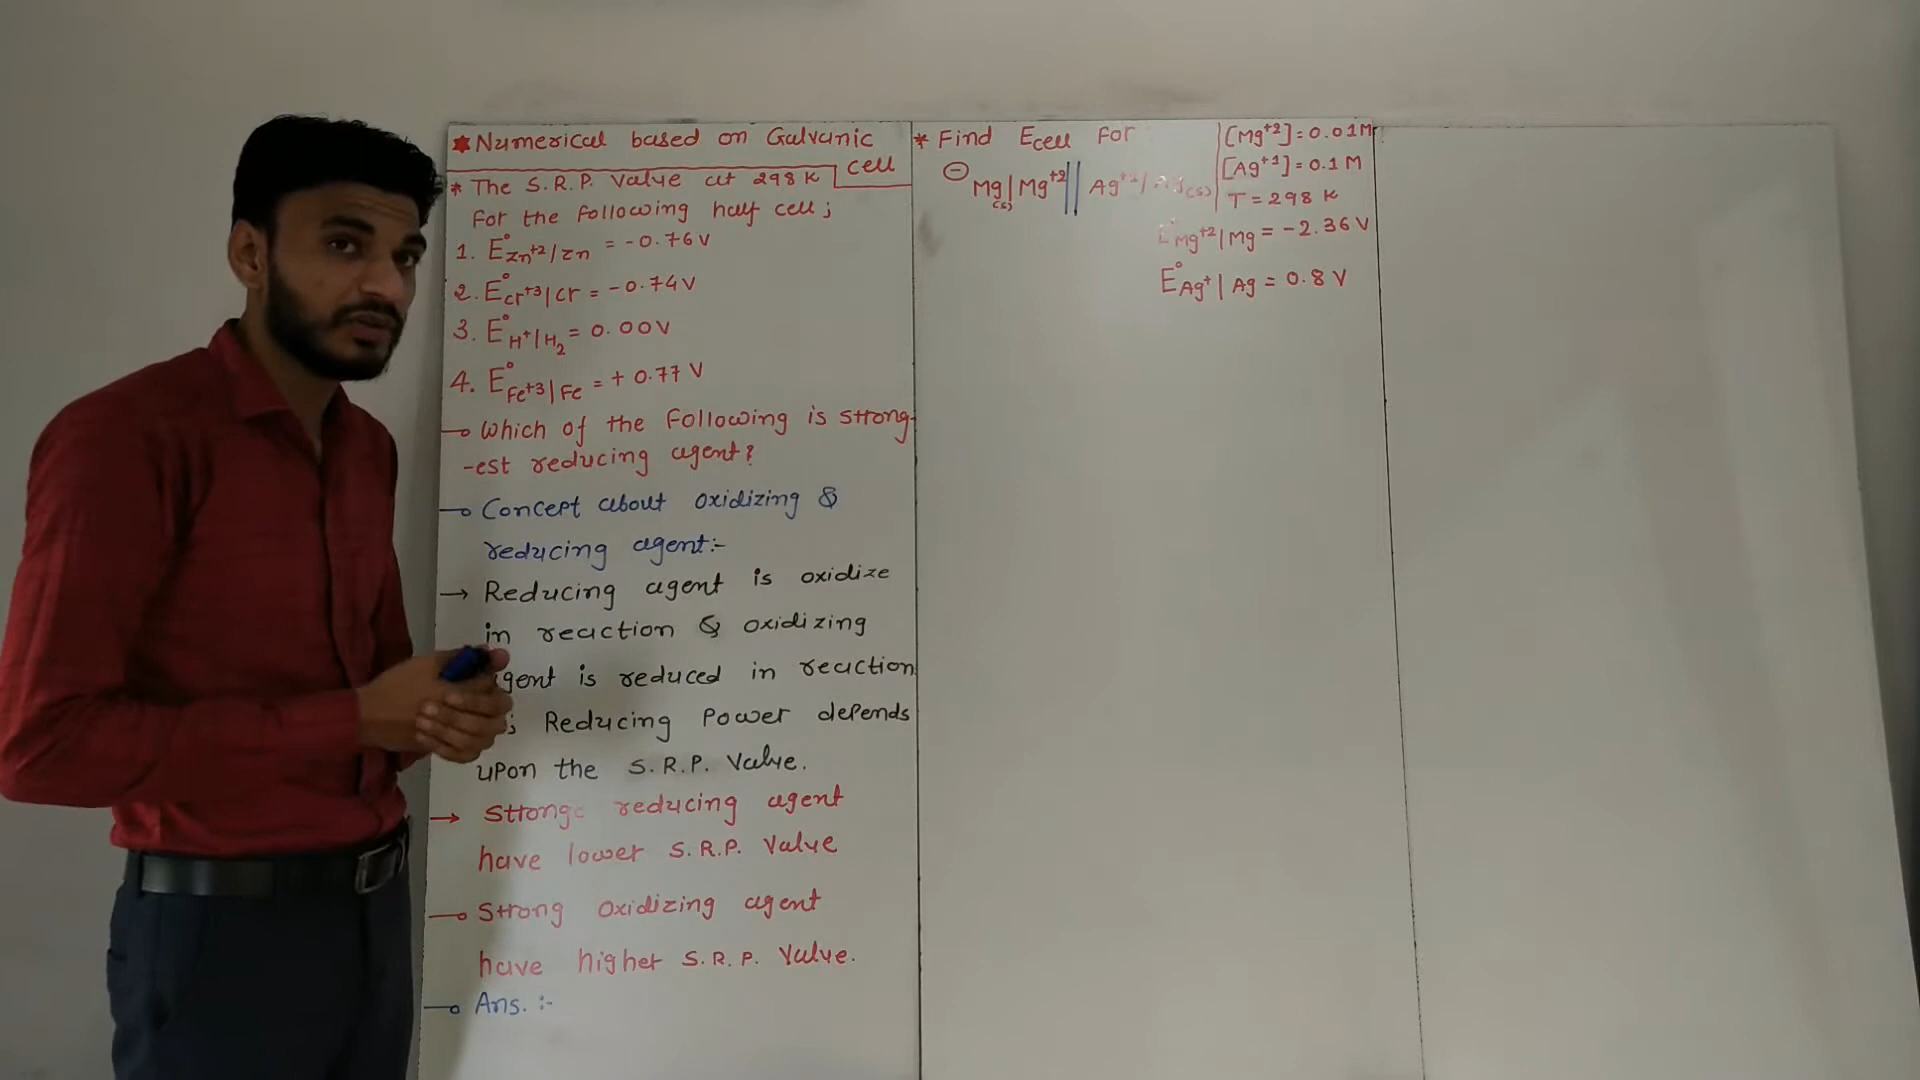 * Numerical based on Galvanic
cell
* The S.R.P. Value at 298 K
for the following half cell;
1. E°Zn+2/Zn = -0.76 V
2. E°Cr+3|Cr = -0.74 V
3. E°H+|H2 = 0.00 V
4. E°Fe+3|Fe = + 0.77 V
Which of the following is strong-
-est reducing agent?
Concept about oxidizing &
reducing agent:-
→ Reducing agent is oxidize
in reaction & oxidizing
agent is reduced in reaction
; Reducing Power depends
upon the S.R.P. Value.
→ Strong reducing agent
have lower S.R.P. Value
Strong oxidizing agent
have higher S.R.P. Value.
Ans. :-
* Find Ecell for
⊖ Mg(s)|Mg+2 || Ag+1/Ag(s)
[Mg+2] = 0.01 M
[Ag+1] = 0.1 M
T = 298 K
E°Mg+2|Mg = -2.36 V
E°Ag+|Ag = 0.8 V